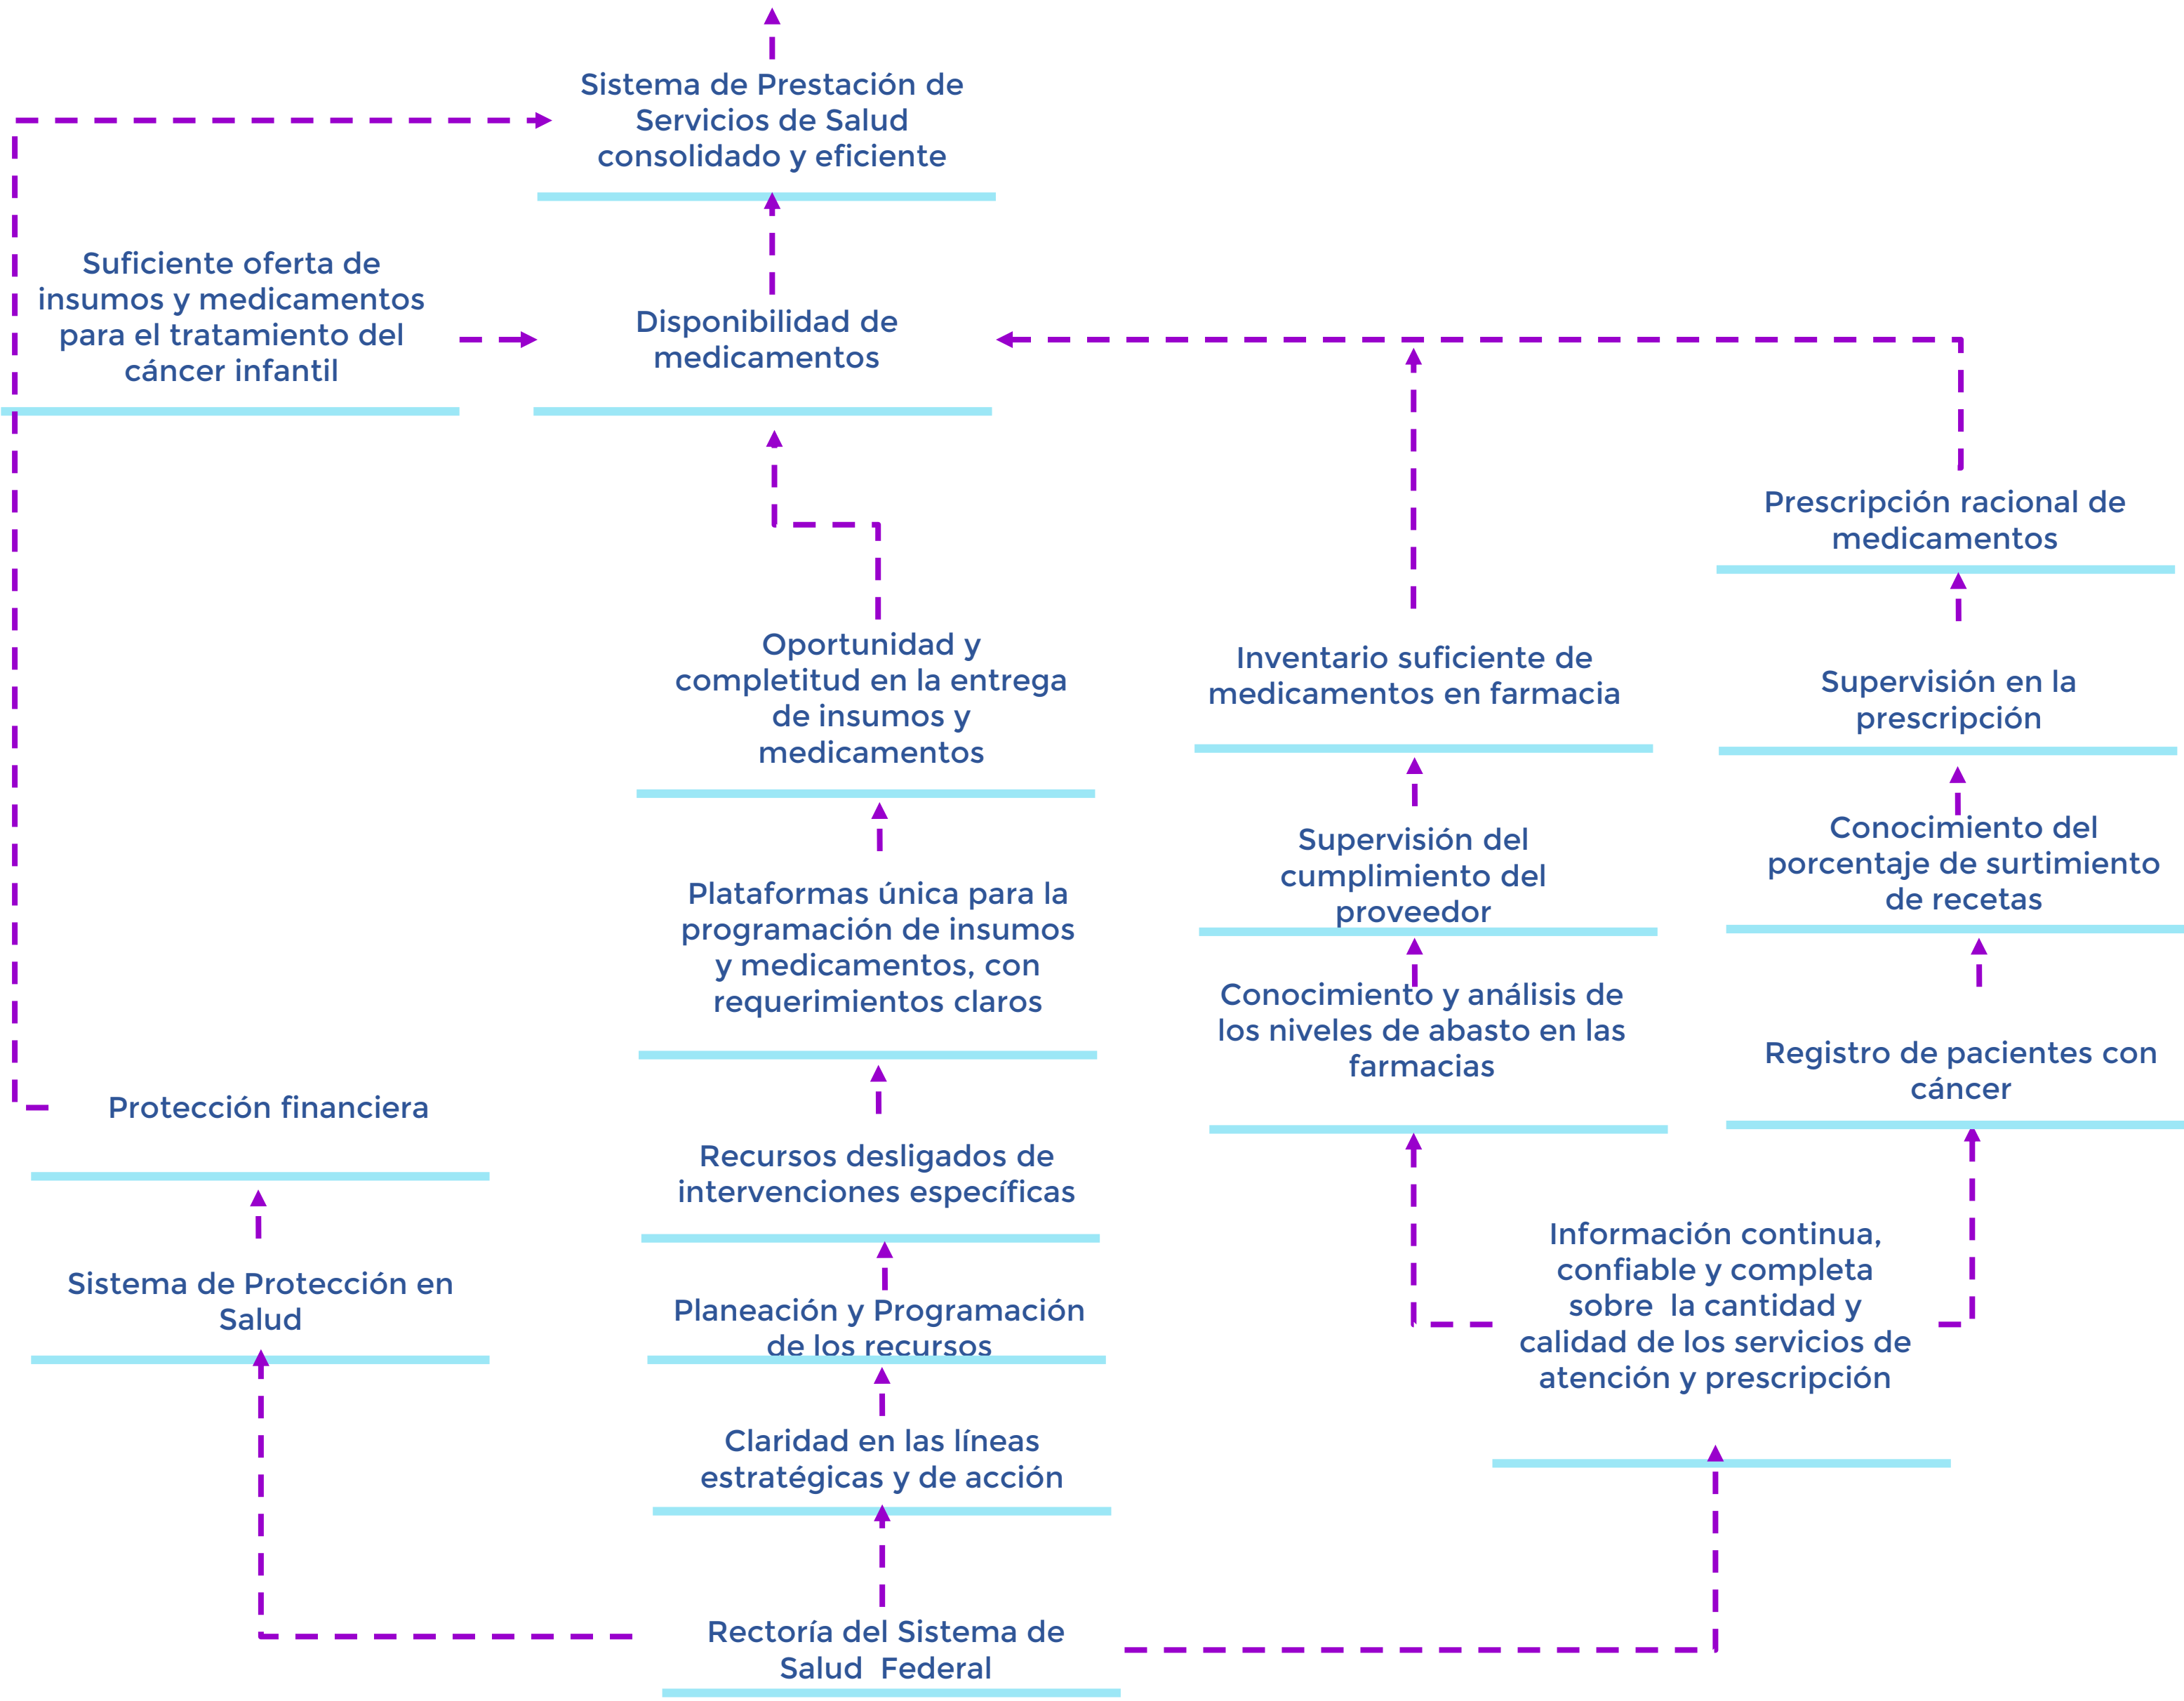 Sistema de Prestación de
Servicios de Salud
consolidado y eficiente
Suficiente oferta de
insumos y medicamentos
para el tratamiento del
cáncer infantil
Disponibilidad de
medicamentos
Prescripción racional de
medicamentos
Oportunidad y
completitud en la entrega
de insumos y
medicamentos
Inventario suficiente de
medicamentos en farmacia
Supervisión en la
prescripción
Plataformas única para la
programación de insumos
y medicamentos, con
requerimientos claros
Supervisión del
cumplimiento del
proveedor
Conocimiento del
porcentaje de surtimiento
de recetas
Conocimiento y análisis de
los niveles de abasto en las
farmacias
Registro de pacientes con
cáncer
Protección financiera
Recursos desligados de
intervenciones específicas
Sistema de Protección en
Salud
Planeación y Programación
de los recursos
Información continua,
confiable y completa
sobre la cantidad y
calidad de los servicios de
atención y prescripción
Claridad en las líneas
estratégicas y de acción
Rectoría del Sistema de
Salud Federal